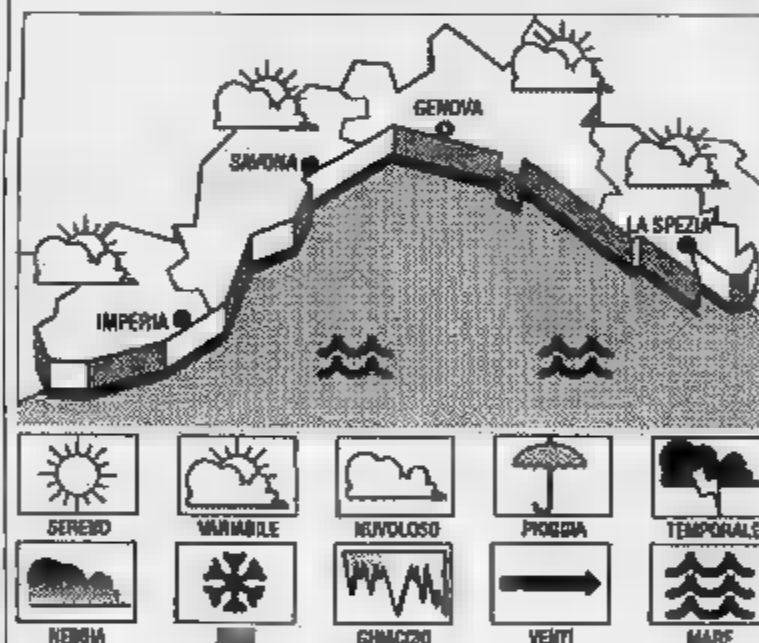 GENOVA
SAVONA
LA SPEZIA
IMPERIA
SERENO VARIABILE NUVOLOSO PIOGGIA TEMPORALE
NEBBIA GHIACCIO VENTI MARE